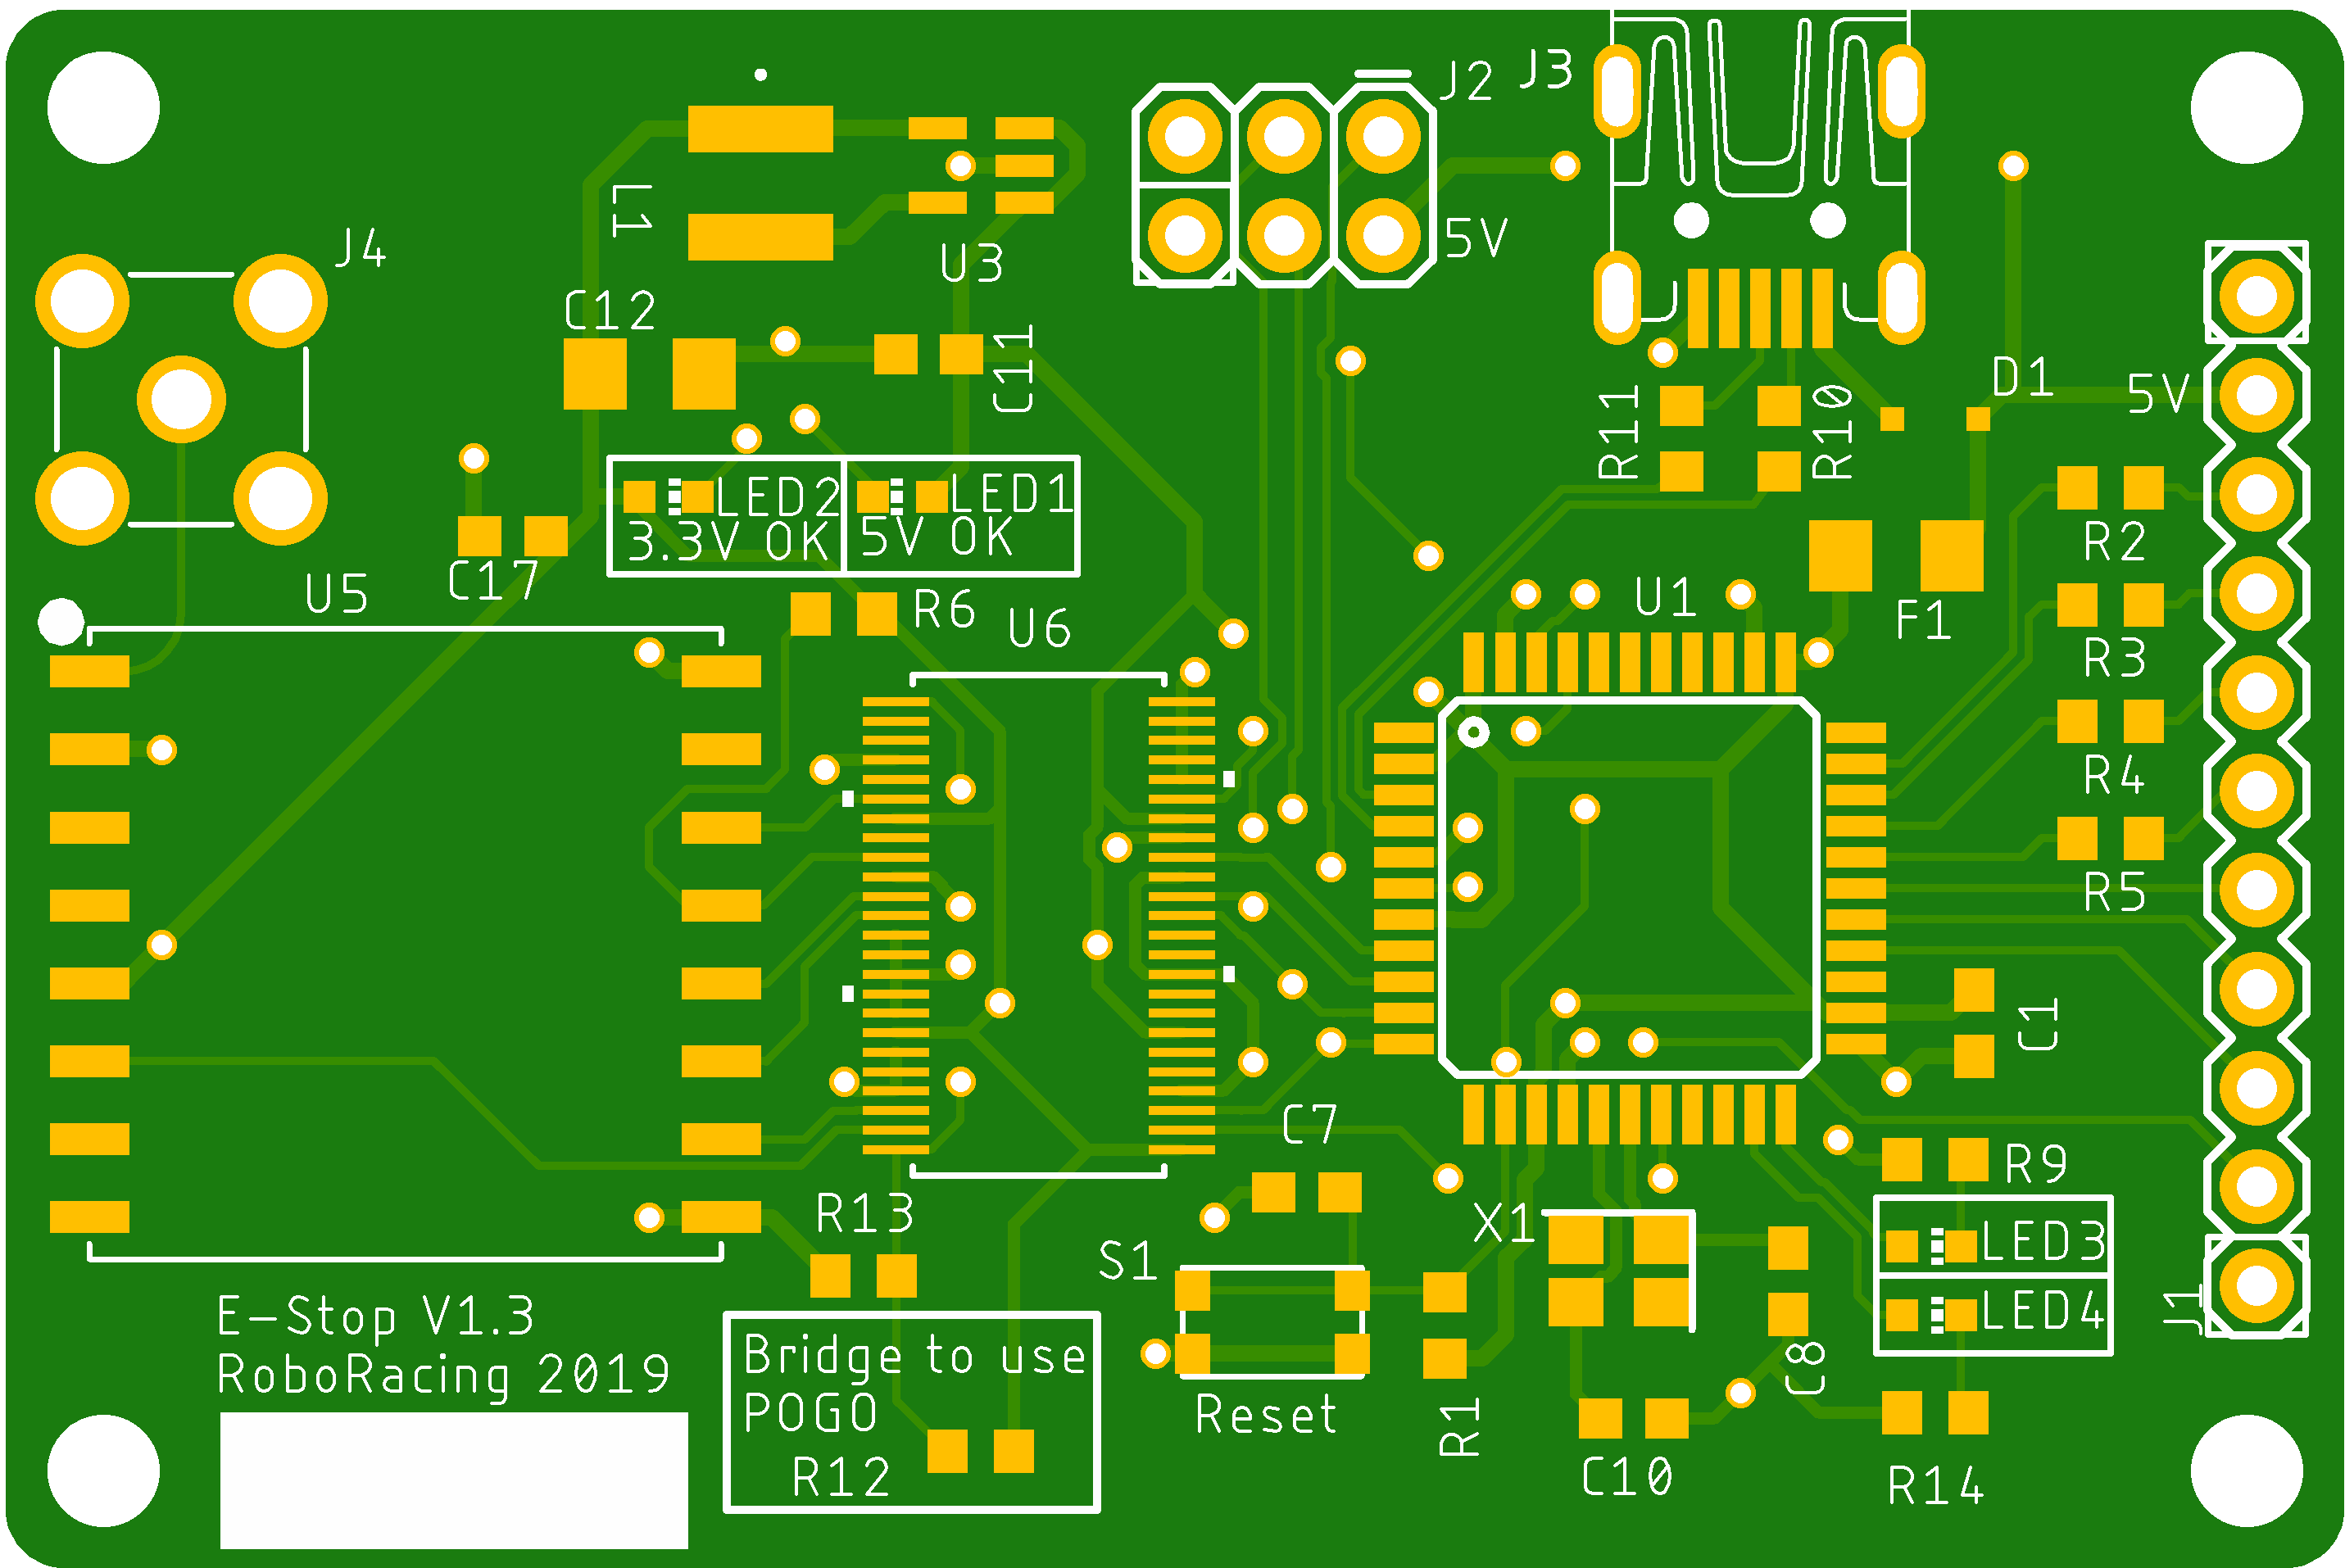 J2
J3
L1
J4
U3
5V
C12
C11
D1
5V
R11
R10
LED2
LED1
3.3V OK
5V OK
R2
U5
C17
R6
U6
U1
F1
R3
R4
R5
C1
C7
R9
R13
X1
S1
LED3
LED4
J1
E-Stop V1.3
RoboRacing 2019
Bridge to use
POGO
R12
Reset
R1
C8
C10
R14